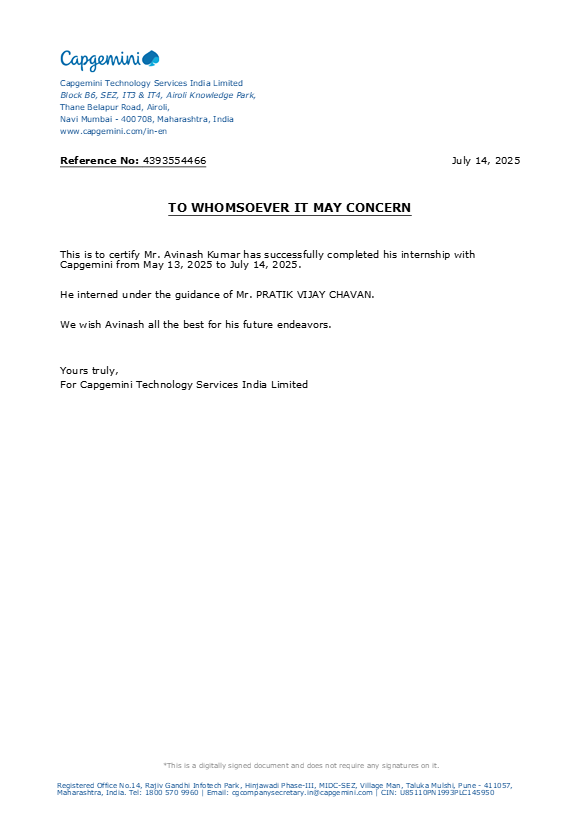 Capgemini
Capgemini Technology Services India Limited
Block B6, SEZ, IT3 & IT4, Airoli Knowledge Park,
Thane Belapur Road, Airoli,
Navi Mumbai - 400708, Maharashtra, India
www.capgemini.com/in-en
Reference No: 4393554466
July 14, 2025
TO WHOMSOEVER IT MAY CONCERN
This is to certify Mr. Avinash Kumar has successfully completed his internship with
Capgemini from May 13, 2025 to July 14, 2025.
He interned under the guidance of Mr. PRATIK VIJAY CHAVAN.
We wish Avinash all the best for his future endeavors.
Yours truly,
For Capgemini Technology Services India Limited
*This is a digitally signed document and does not require any signatures on it.
Registered Office No.14, Rajiv Gandhi Infotech Park, Hinjawadi Phase-III, MIDC-SEZ, Village Man, Taluka Mulshi, Pune - 411057,
Maharashtra, India. Tel: 1800 570 9960 | Email: cgcompanysecretary.in@capgemini.com | CIN: U85110PN1993PLC145950